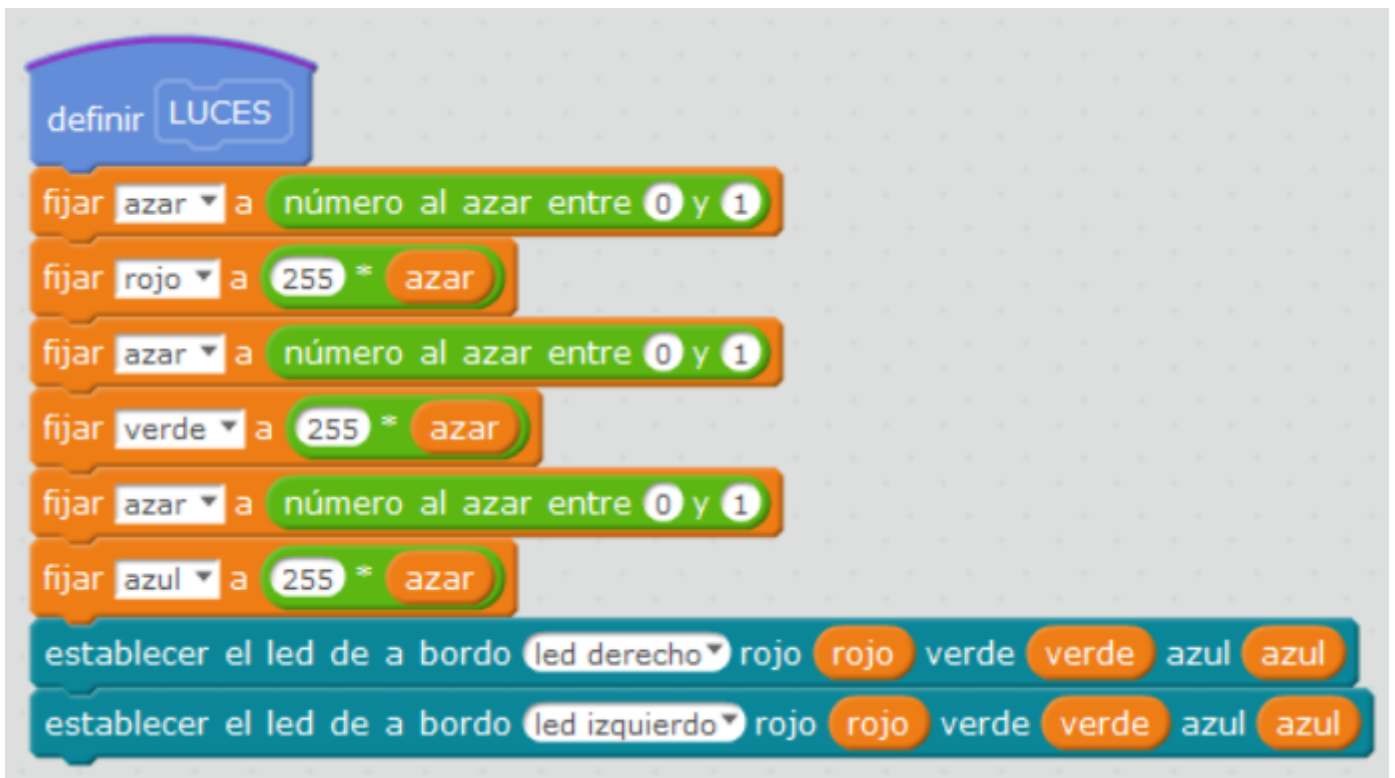 definir LUCES
fijar azar a número al azar entre 0 y 1
fijar rojo a 255 * azar
fijar azar a número al azar entre 0 y 1
fijar verde a 255 * azar
fijar azar a número al azar entre 0 y 1
fijar azul a 255 * azar
establecer el led de a bordo led derecho rojo rojo verde verde azul azul
establecer el led de a bordo led izquierdo rojo rojo verde verde azul azul